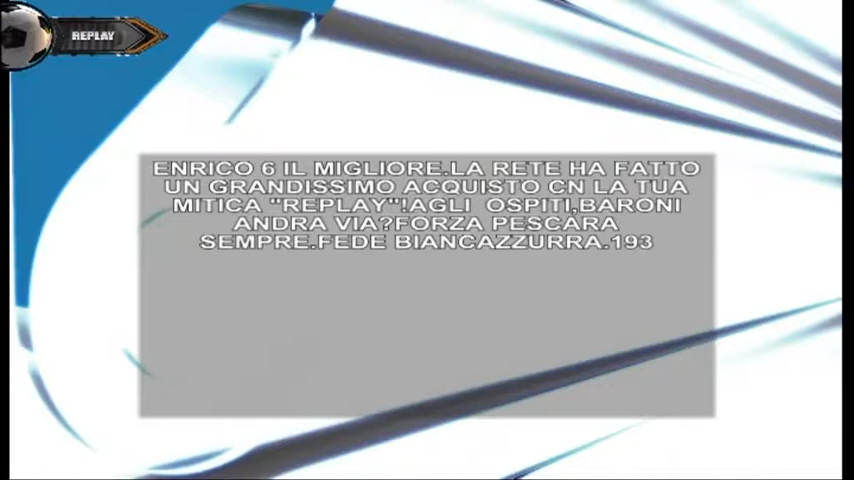 REPLAY
ENRICO 6 IL MIGLIORE.LA RETE HA FATTO
UN GRANDISSIMO ACQUISTO CN LA TUA
MITICA "REPLAY"!AGLI OSPITI,BARONI
ANDRA VIA?FORZA PESCARA
SEMPRE.FEDE BIANCAZZURRA.193